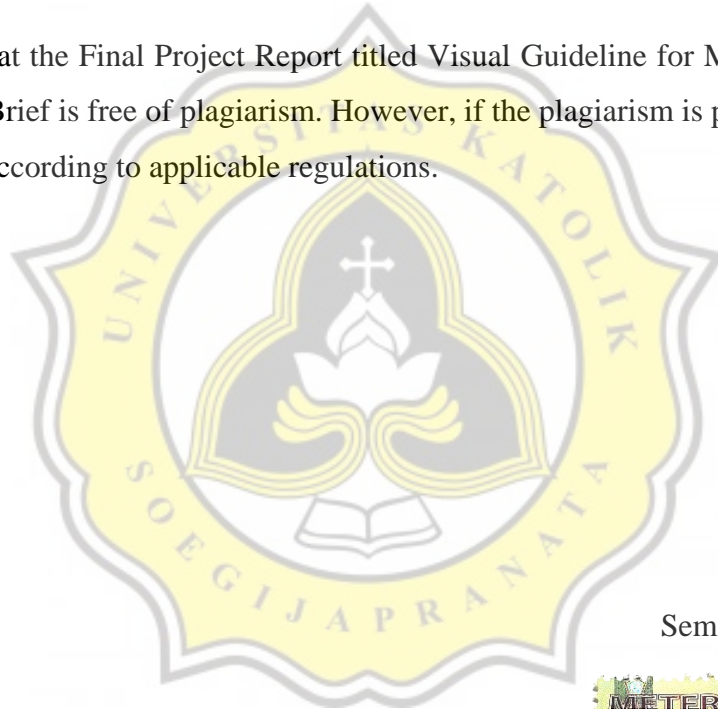 at the Final Project Report titled Visual Guideline for M
Brief is free of plagiarism. However, if the plagiarism is p
ccording to applicable regulations.
UNIVERSITAS KATOLIK
SOEGIJAPRANATA
Sem
METER